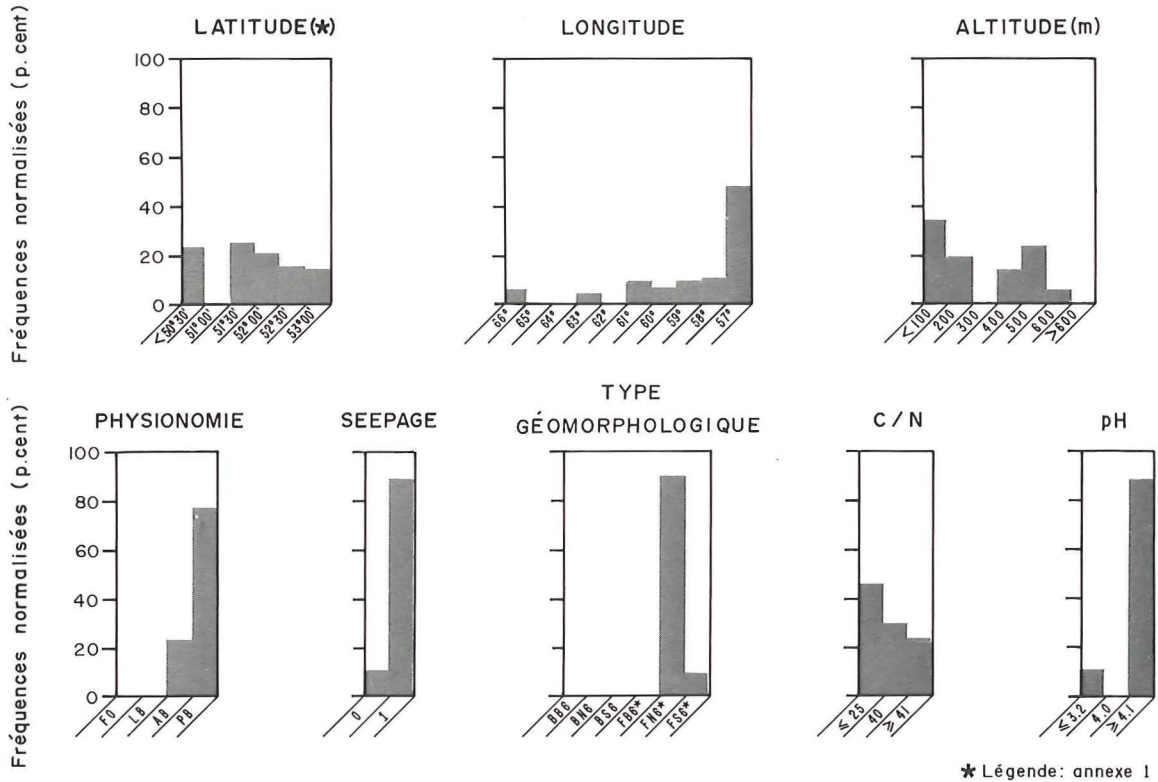 Fréquences normalisées (p. cent)
LATITUDE(*)
LONGITUDE
ALTITUDE(m)
100
80
60
40
20
0
<50°30'
51°00'
51°30'
52°00'
52°30'
53°00'
66°
65°
64°
63°
62°
61°
60°
59°
58°
57°
<100
200
300
400
500
600
>600
Fréquences normalisées (p.cent)
PHYSIONOMIE
SEEPAGE
TYPE
GÉOMORPHOLOGIQUE
C / N
pH
100
80
60
40
20
0
FO
LB
AB
PB
0
1
BB6
BN6
BS6
FB6*
FN6*
FS6*
≤ 25
40
≥ 41
≤ 3.2
4.0
≥ 4.1
* Légende: annexe 1